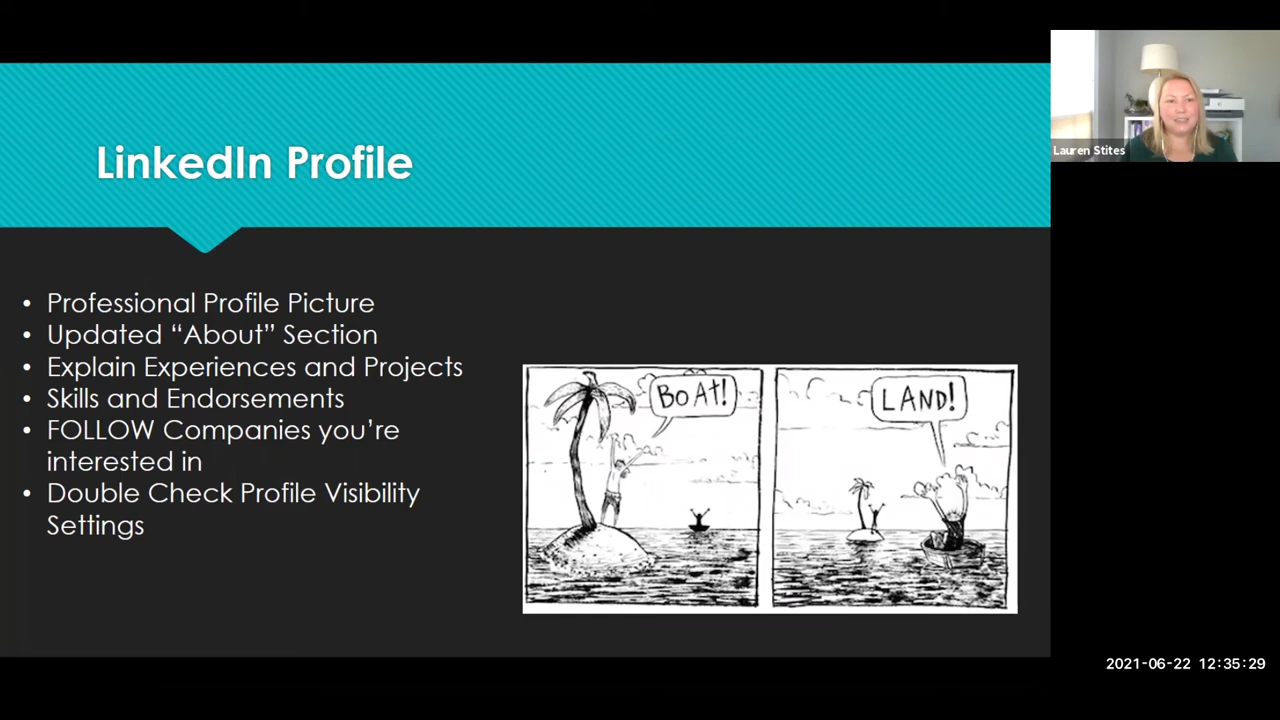 LinkedIn Profile
• Professional Profile Picture
• Updated “About” Section
• Explain Experiences and Projects
• Skills and Endorsements
• FOLLOW Companies you’re
interested in
• Double Check Profile Visibility
Settings
BOAT!
LAND!
Lauren Stites
2021-06-22 12:35:29